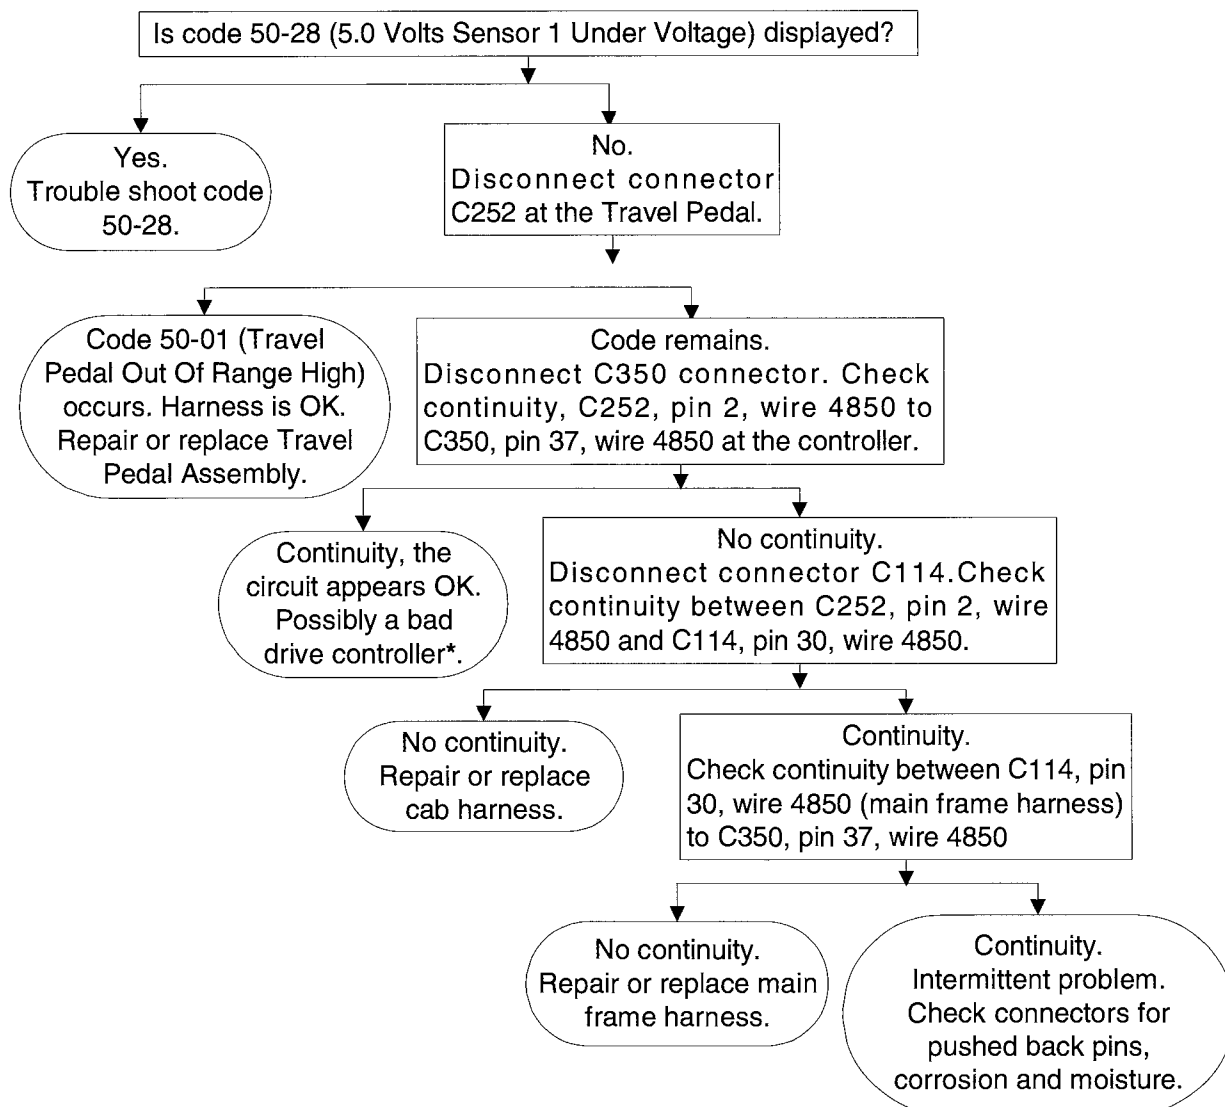 Is code 50-28 (5.0 Volts Sensor 1 Under Voltage) displayed?
Yes.
Trouble shoot code
50-28.
No.
Disconnect connector
C252 at the Travel Pedal.
Code 50-01 (Travel
Pedal Out Of Range High)
occurs. Harness is OK.
Repair or replace Travel
Pedal Assembly.
Code remains.
Disconnect C350 connector. Check
continuity, C252, pin 2, wire 4850 to
C350, pin 37, wire 4850 at the controller.
Continuity, the
circuit appears OK.
Possibly a bad
drive controller*.
No continuity.
Disconnect connector C114.Check
continuity between C252, pin 2, wire
4850 and C114, pin 30, wire 4850.
No continuity.
Repair or replace
cab harness.
Continuity.
Check continuity between C114, pin
30, wire 4850 (main frame harness)
to C350, pin 37, wire 4850
No continuity.
Repair or replace main
frame harness.
Continuity.
Intermittent problem.
Check connectors for
pushed back pins,
corrosion and moisture.